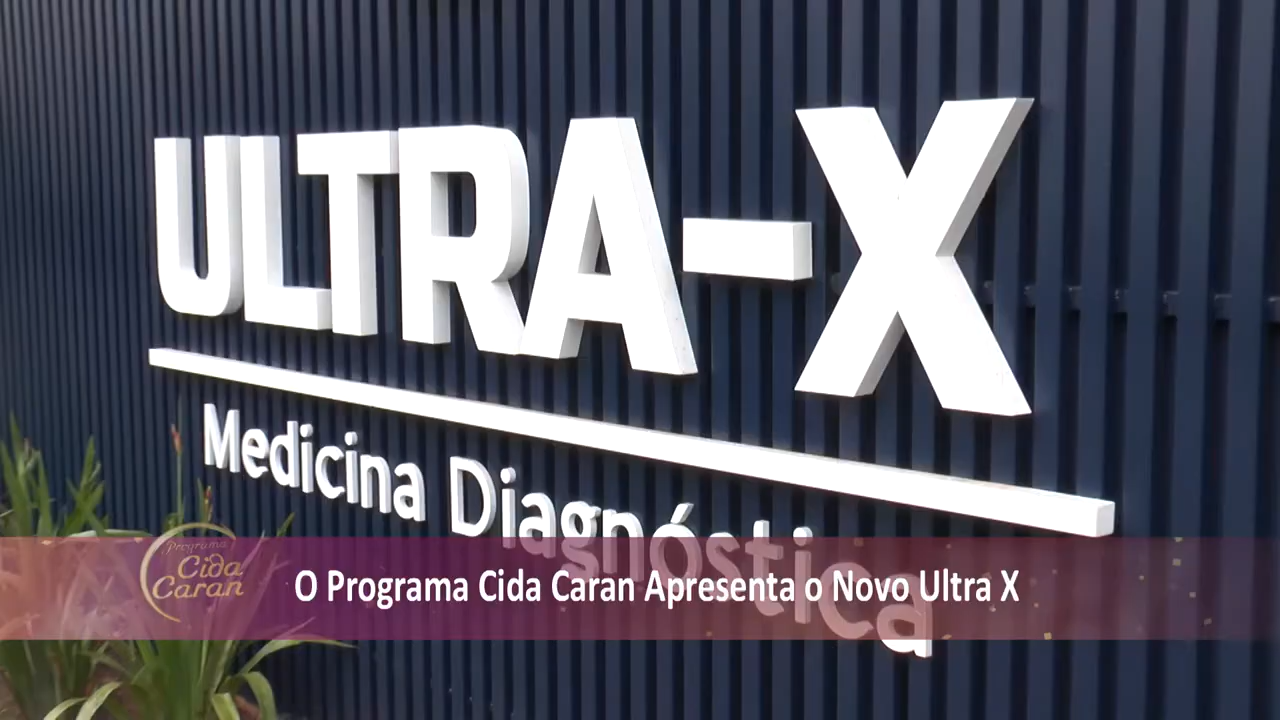 ULTRA-X
Medicina Diagnóstica
Programa
Cida
Caran
O Programa Cida Caran Apresenta o Novo Ultra X